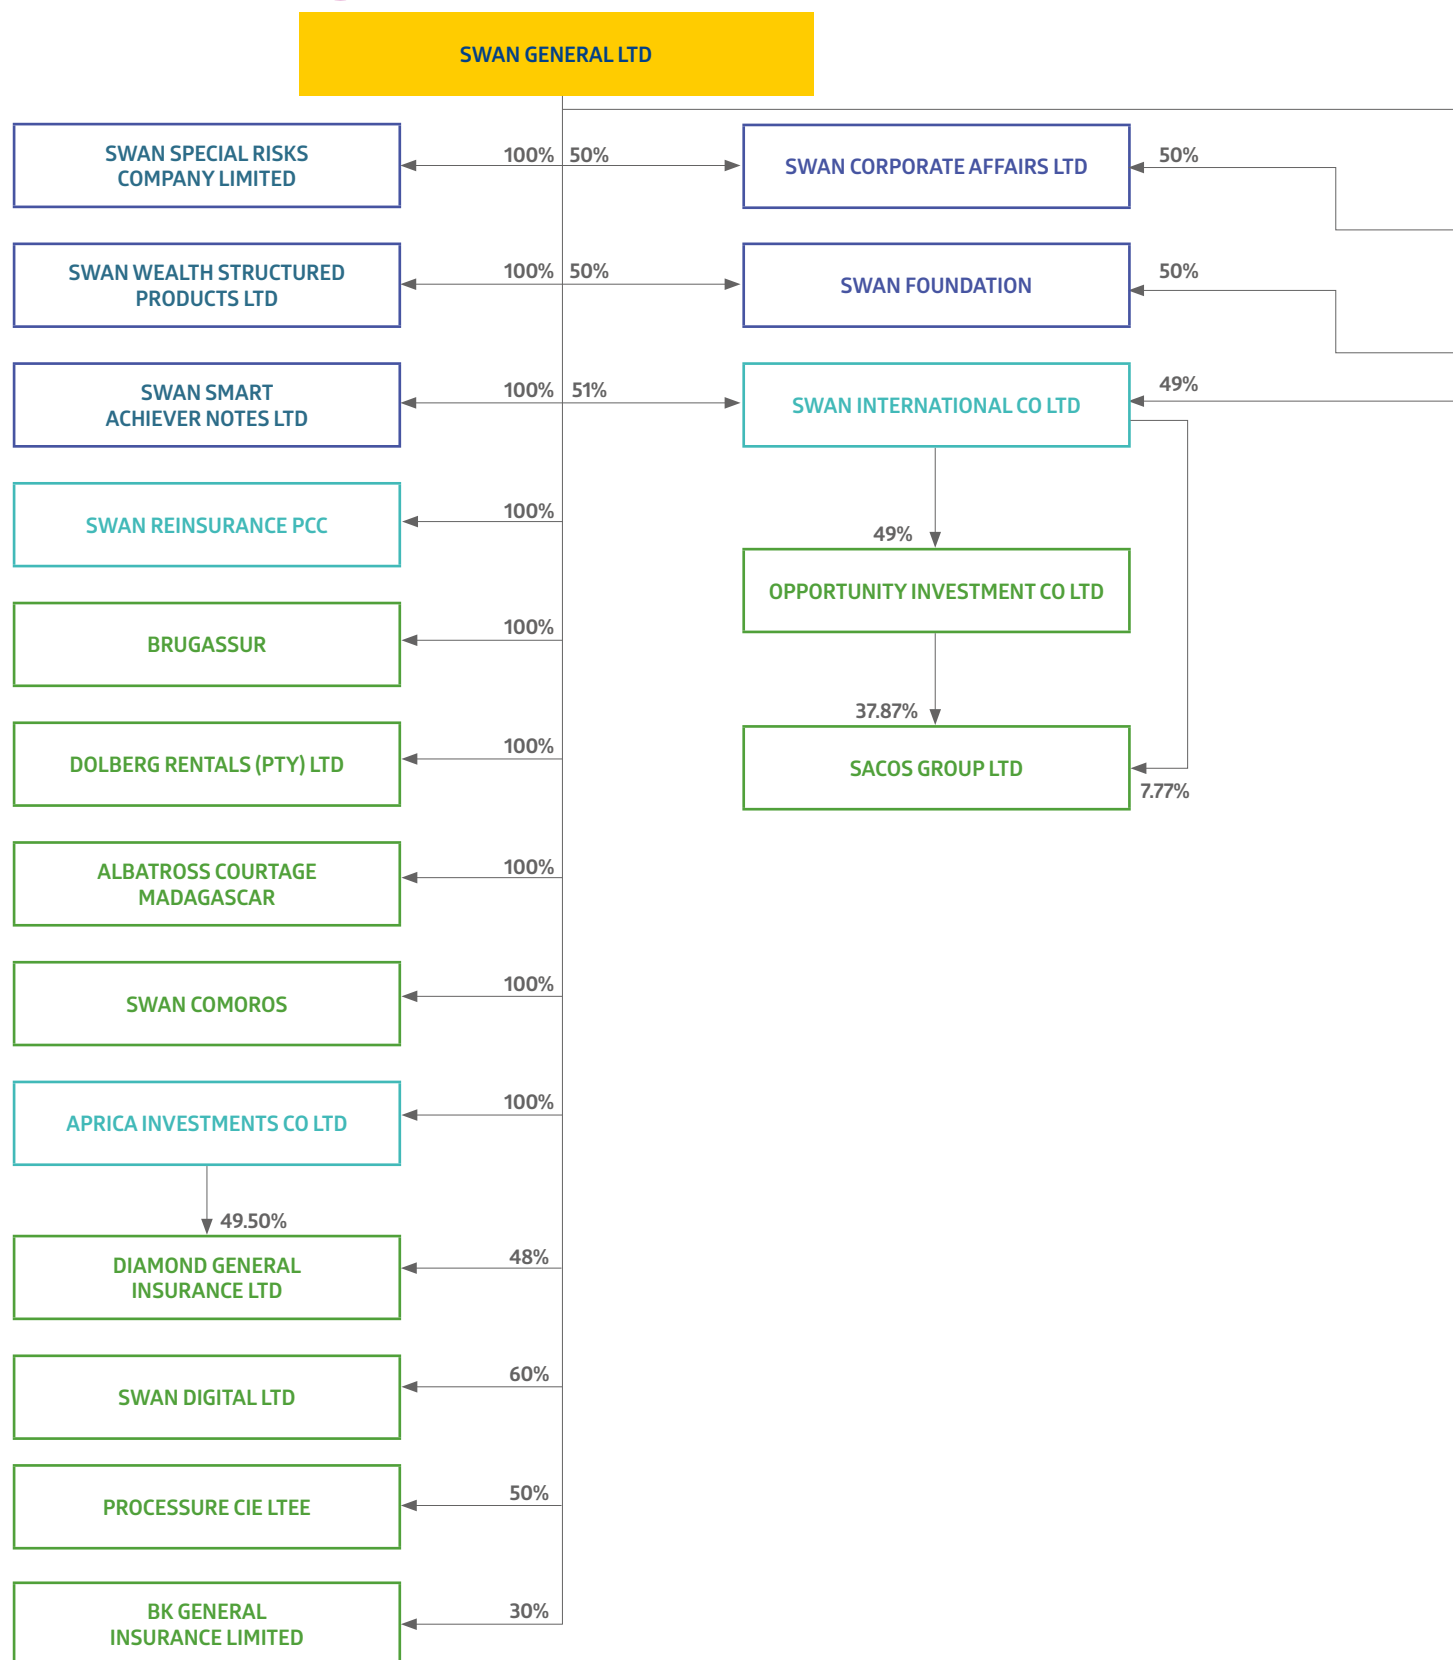 SWAN GENERAL LTD
SWAN SPECIAL RISKS
COMPANY LIMITED
100% 50%
SWAN CORPORATE AFFAIRS LTD
50%
SWAN WEALTH STRUCTURED
PRODUCTS LTD
100% 50%
SWAN FOUNDATION
50%
SWAN SMART
ACHIEVER NOTES LTD
100% 51%
SWAN INTERNATIONAL CO LTD
49%
SWAN REINSURANCE PCC
100%
49%
OPPORTUNITY INVESTMENT CO LTD
BRUGASSUR
100%
37.87%
DOLBERG RENTALS (PTY) LTD
100%
SACOS GROUP LTD
7.77%
ALBATROSS COURTAGE
MADAGASCAR
100%
SWAN COMOROS
100%
APRICA INVESTMENTS CO LTD
100%
49.50%
DIAMOND GENERAL
INSURANCE LTD
48%
SWAN DIGITAL LTD
60%
PROCESSURE CIE LTEE
50%
BK GENERAL
INSURANCE LIMITED
30%